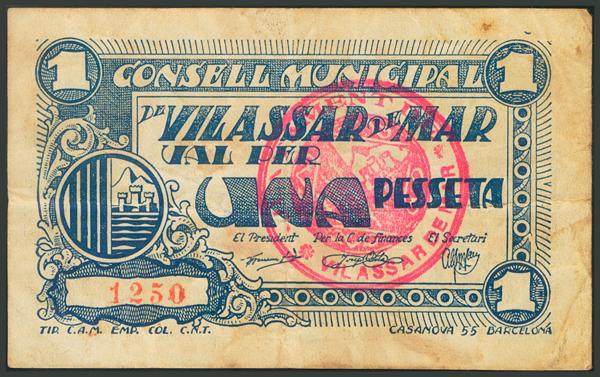 1 CONSELL MUNICIPAL 1
DE VILASSAR DE MAR
VAL PER
UNA PESSETA
El President Per la C. de finances El Secretari
1250
1
TIP. C.A.M. EMP. COL. C.N.T. CASANOVA 55 BARCELONA
VILASSAR DE MAR